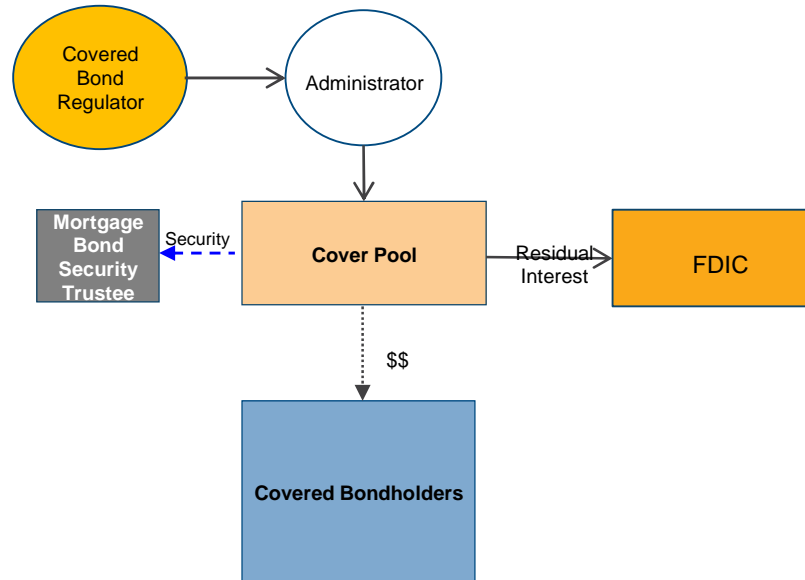 Covered
Bond
Regulator
Administrator
Mortgage
Bond
Security
Trustee
Security
Cover Pool
Residual
Interest
FDIC
$$
Covered Bondholders